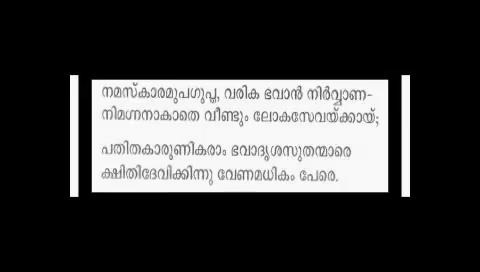 നമസ്കാരമുപഗുപ്ത, വരിക ഭവാൻ നിർവ്വാണ-
നിമഗ്നനാകാതെ വീണ്ടും ലോകസേവയ്ക്കായ്;
പതിതകാരുണികരാം ഭവാദൃശസുതന്മാരെ
ക്ഷിതിദേവിക്കിന്നു വേണമധികം പേരെ.